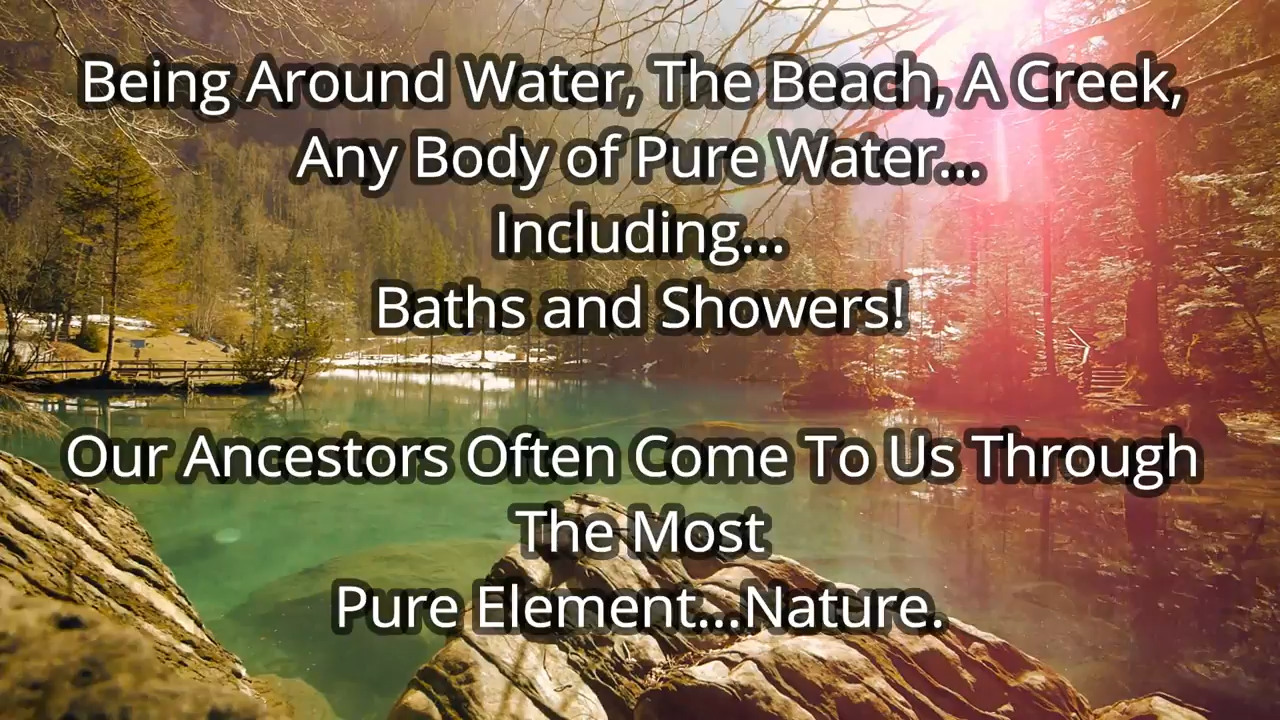 Being Around Water, The Beach, A Creek,
Any Body of Pure Water...
Including...
Baths and Showers!
Our Ancestors Often Come To Us Through
The Most
Pure Element...Nature.